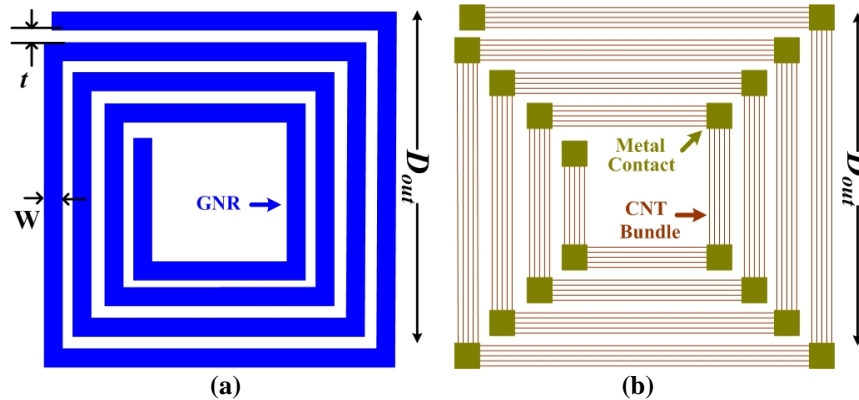 t
W
GNR
D_out
(a)
Metal
Contact
CNT
Bundle
D_out
(b)